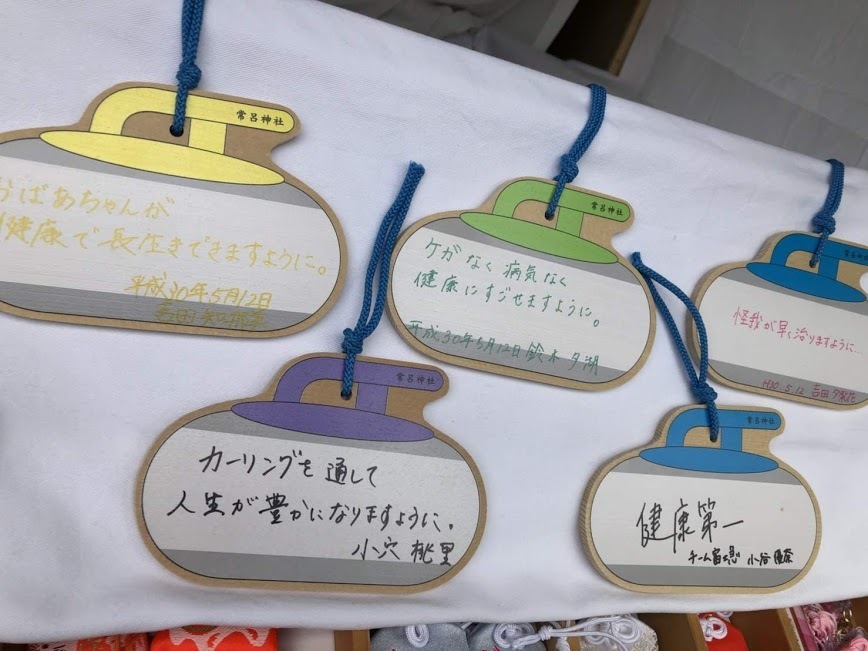 常呂神社
おばあちゃんが
健康で長生きできますように。
平成30年5月12日
吉田
常呂神社
ケガなく病気なく
健康にすごせますように。
平成30年5月12日 鈴木夕湖
常呂神社
怪我が早く治りますように…
H30.5.12 吉田夕梨花
常呂神社
カーリングを通して
人生が豊かになりますように。
小穴桃里
常呂神社
健康第一
小谷優奈